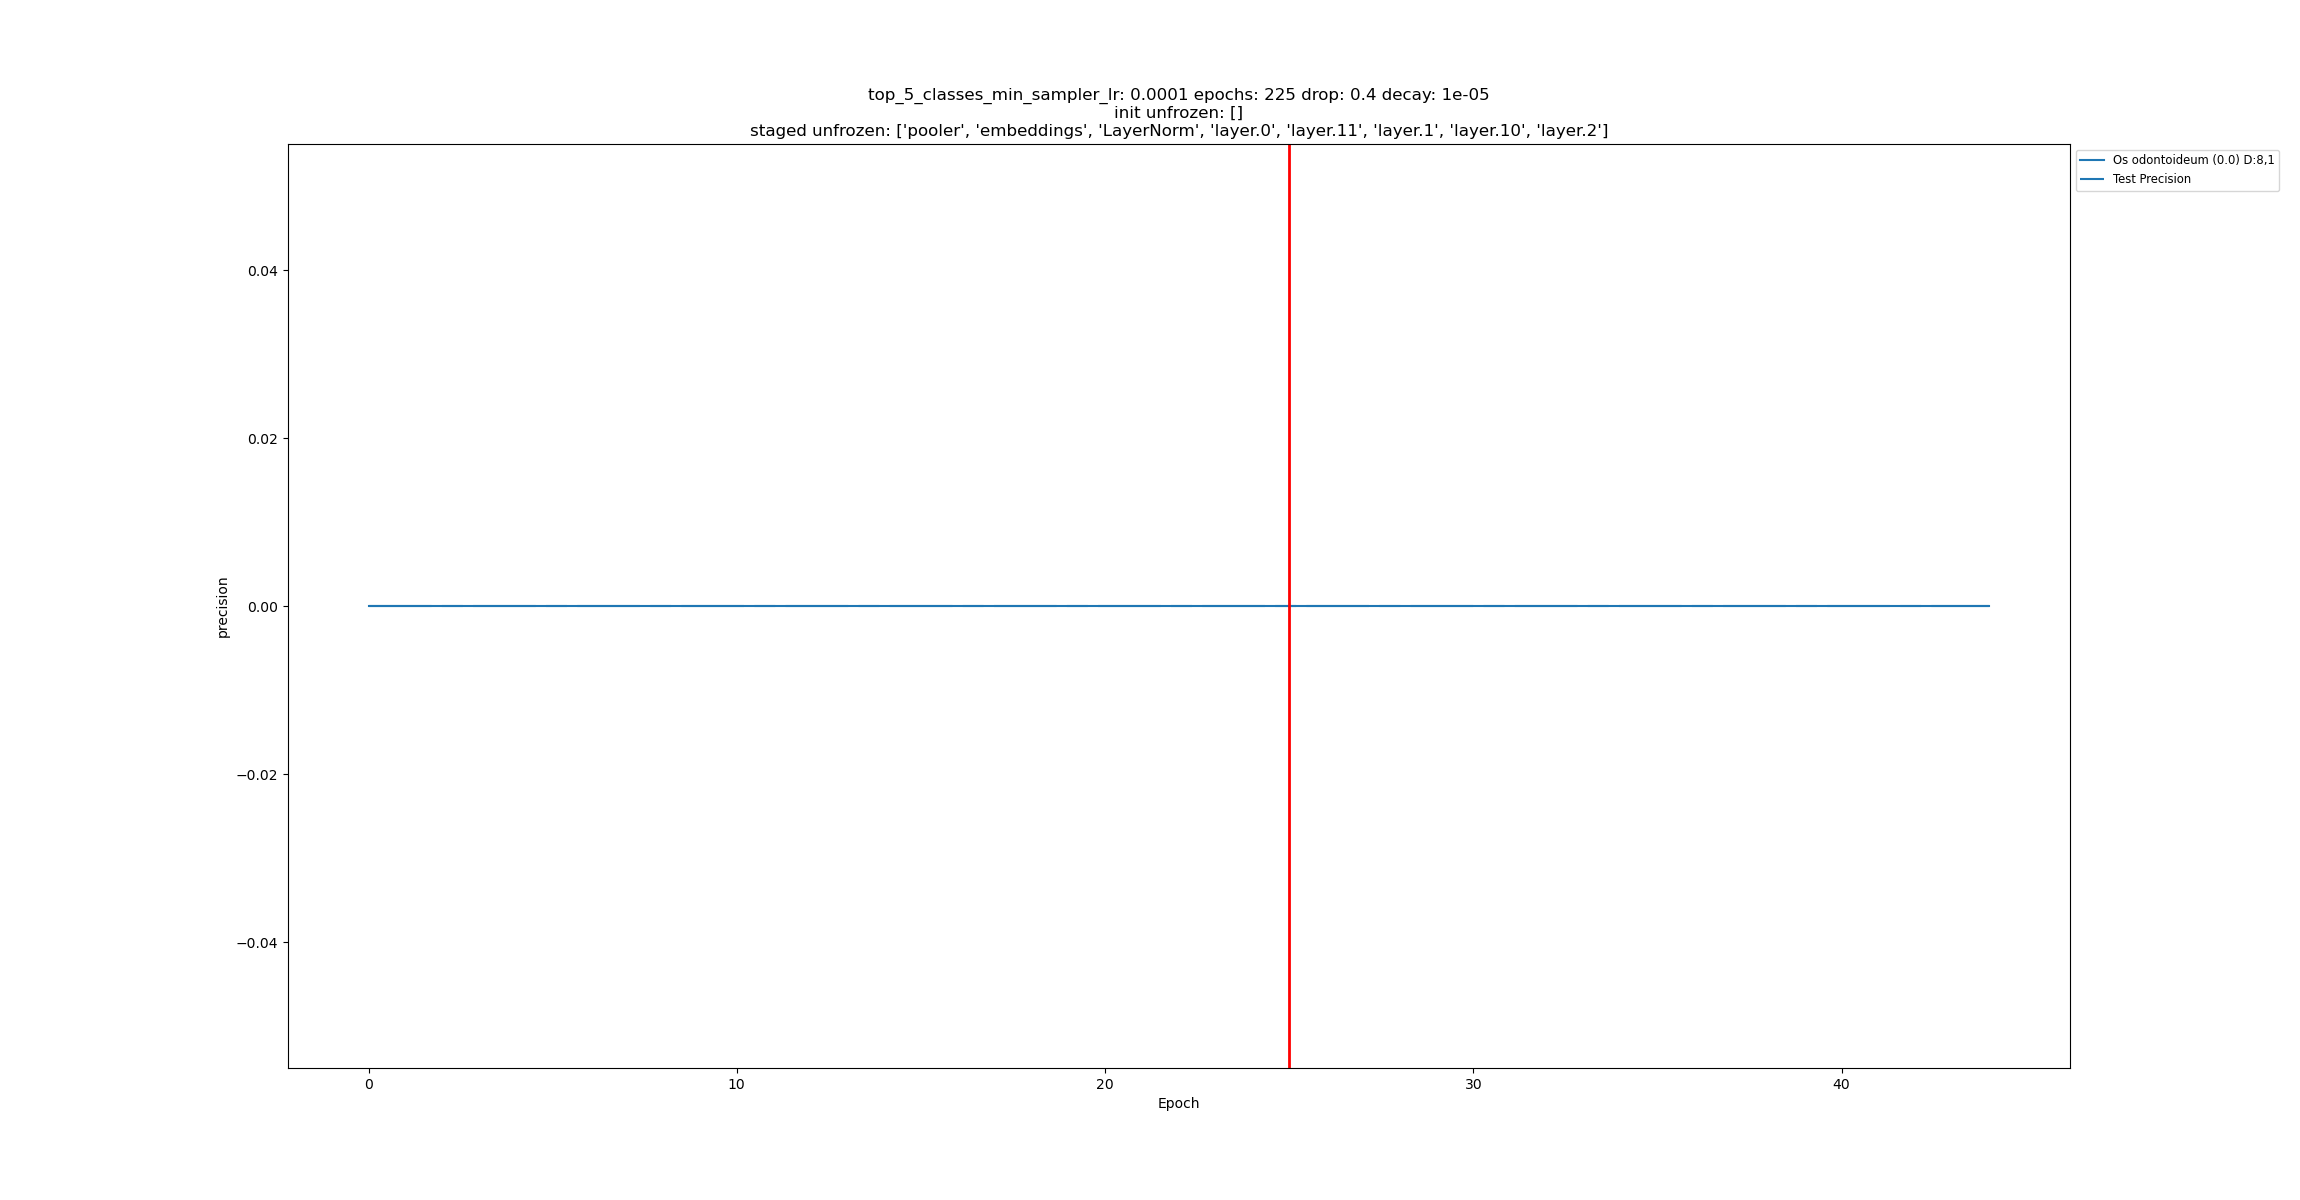 top_5_classes_min_sampler_lr: 0.0001 epochs: 225 drop: 0.4 decay: 1e-05
init unfrozen: []
staged unfrozen: ['pooler', 'embeddings', 'LayerNorm', 'layer.0', 'layer.11', 'layer.1', 'layer.10', 'layer.2']
Os odontoideum (0.0) D:8,1
Test Precision
0.04
0.02
0.00
−0.02
−0.04
precision
0 10 20 30 40
Epoch